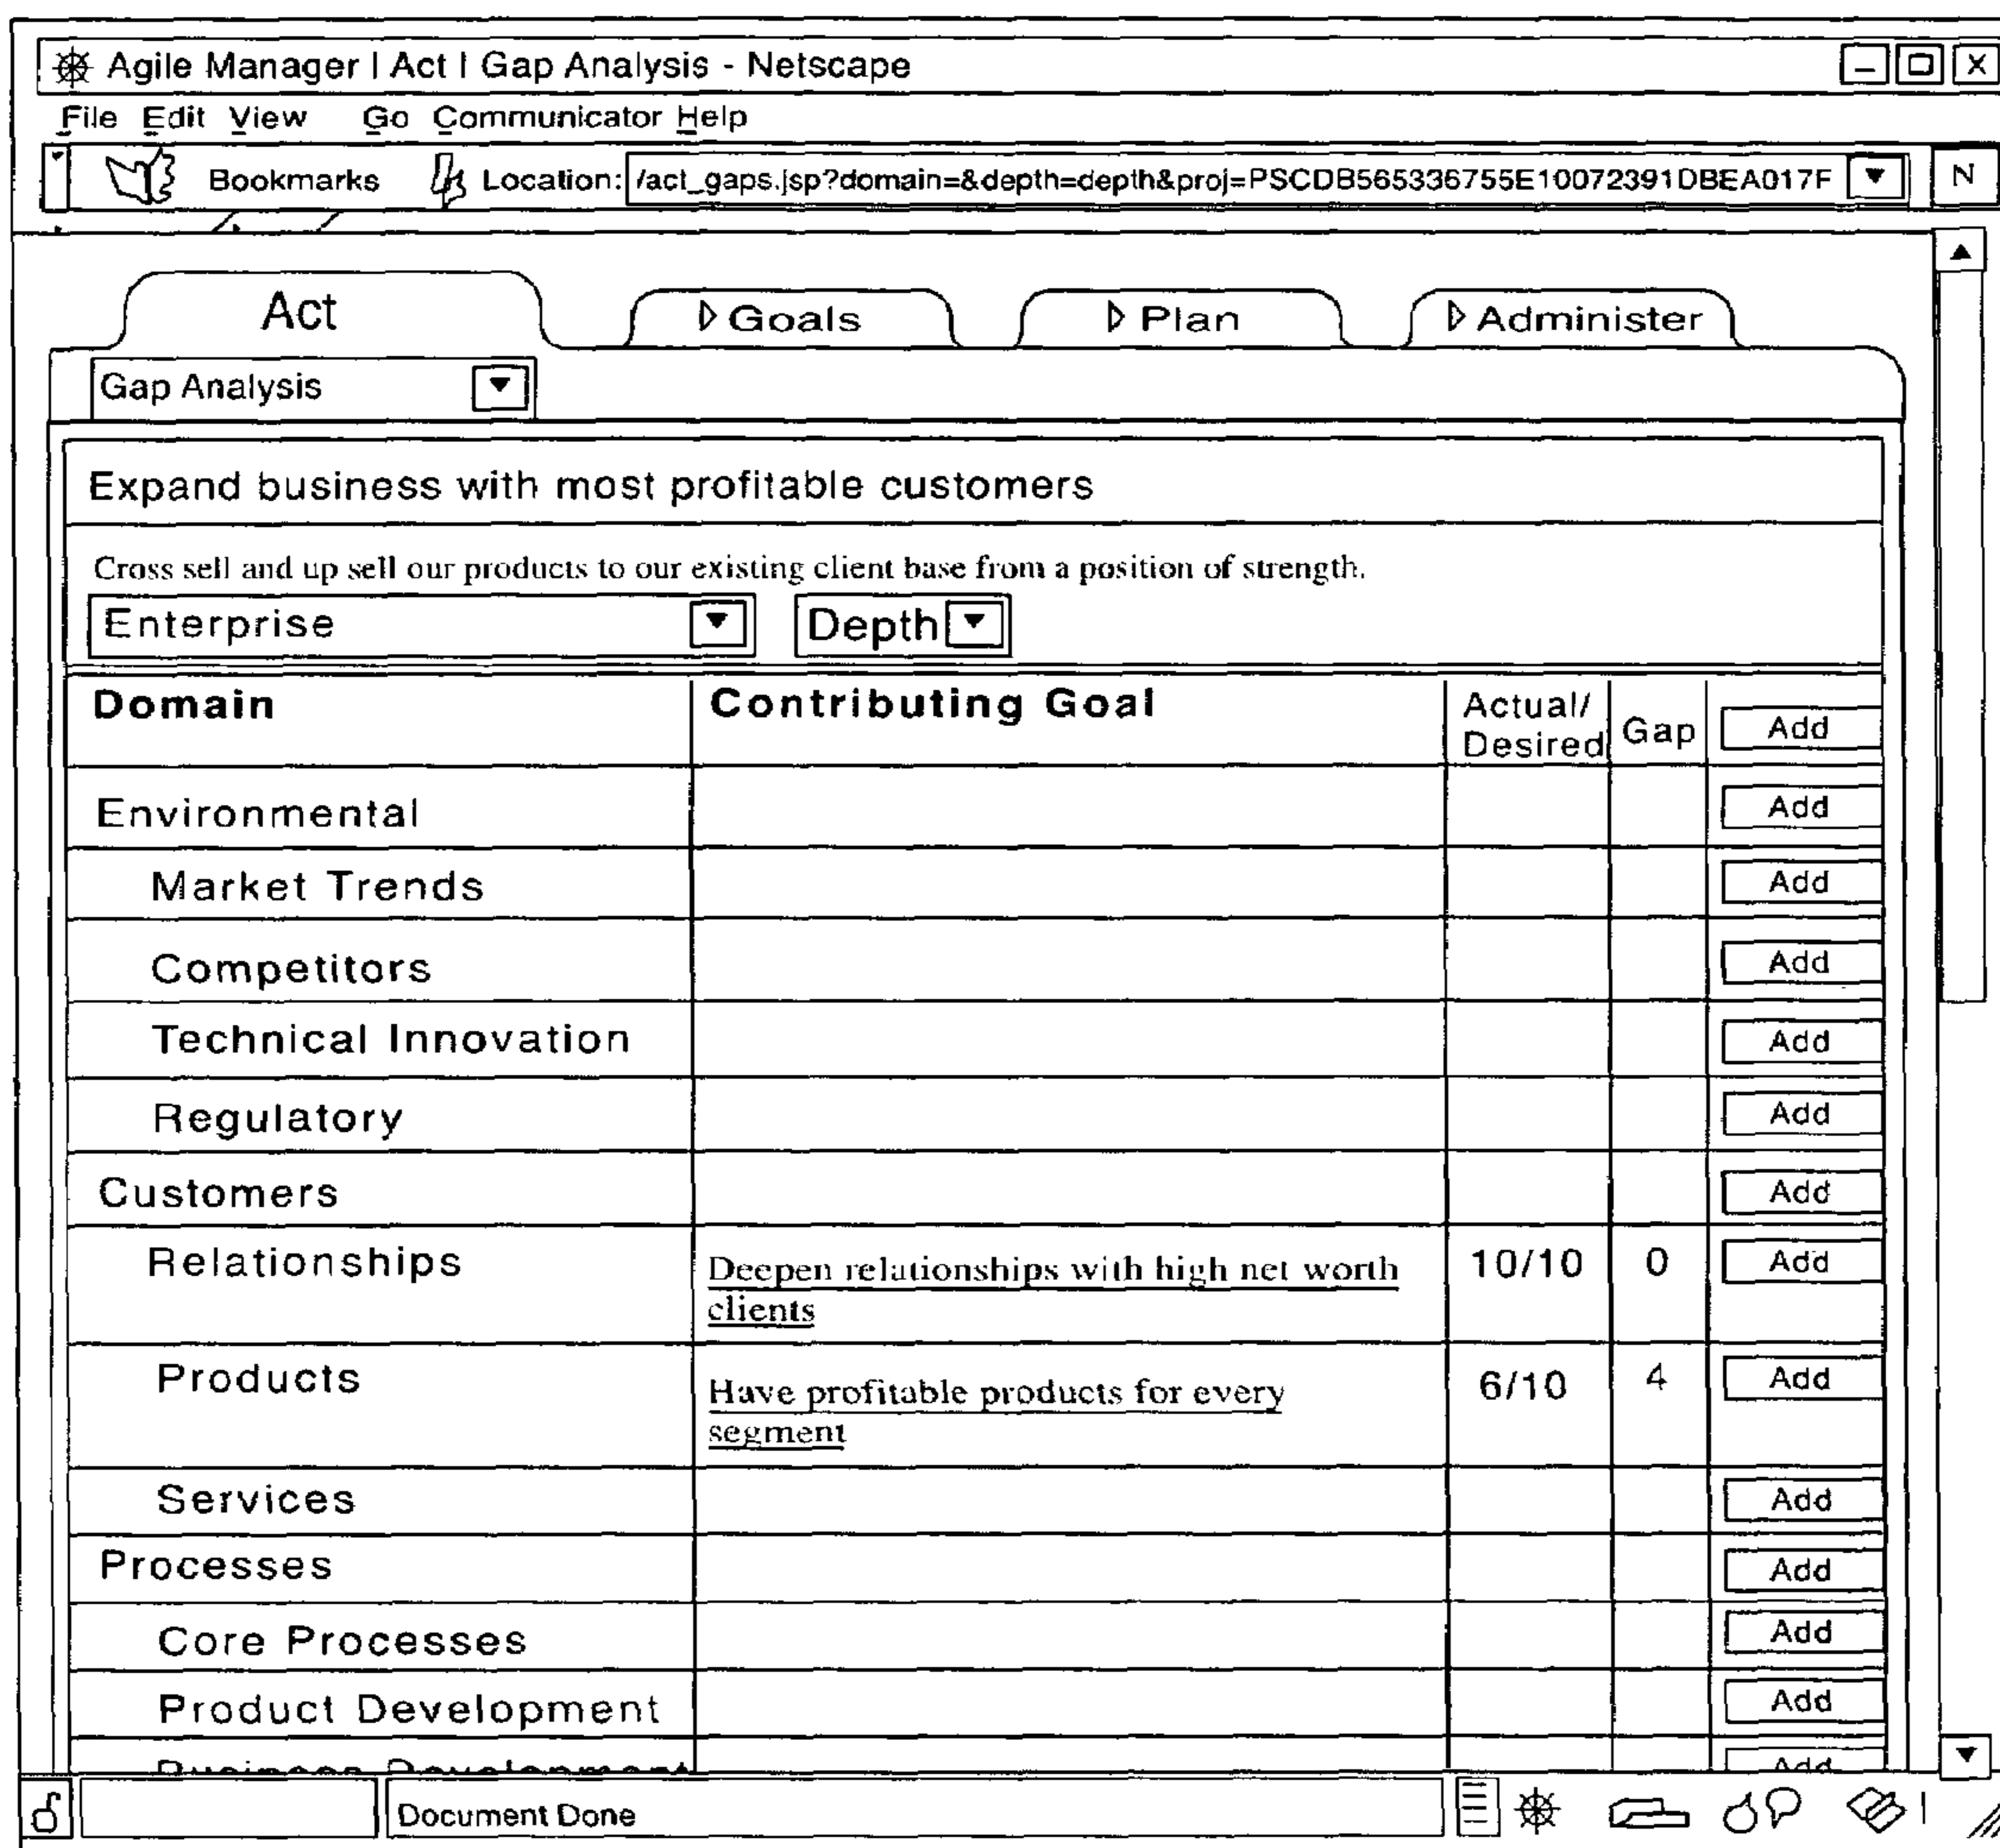 Agile Manager | Act | Gap Analysis - Netscape
File Edit View Go Communicator Help
Bookmarks Location: /act_gaps.jsp?domain=&depth=depth&proj=PSCDB565336755E10072391DBEA017F N
Act Goals Plan Administer
Gap Analysis
Expand business with most profitable customers
Cross sell and up sell our products to our existing client base from a position of strength.
Enterprise Depth
Domain Contributing Goal Actual/ Desired Gap Add
Environmental Add
Market Trends Add
Competitors Add
Technical Innovation Add
Regulatory Add
Customers Add
Relationships Deepen relationships with high net worth 10/10 0 Add
clients
Products Have profitable products for every 6/10 4 Add
segment
Services Add
Processes Add
Core Processes Add
Product Development Add
Business Development Add
Document Done